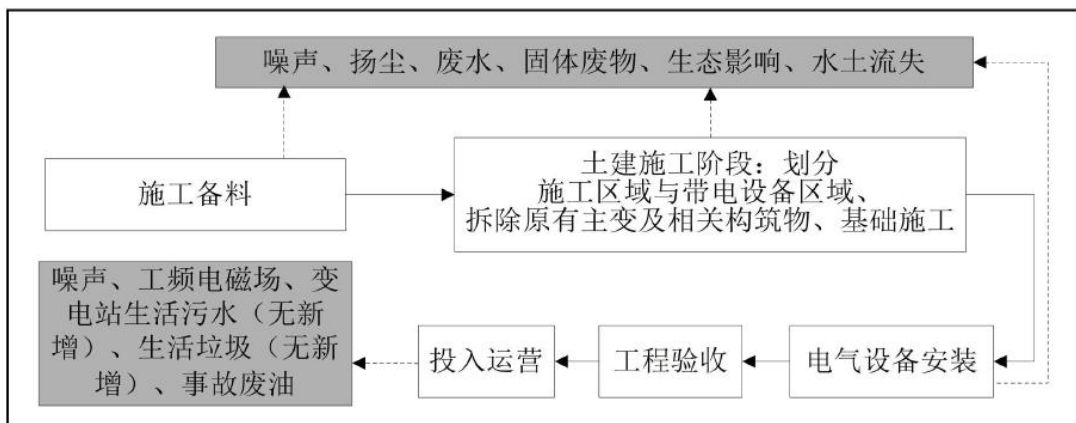 噪声、扬尘、废水、固体废物、生态影响、水土流失
施工备料
土建施工阶段：划分
施工区域与带电设备区域、
拆除原有主变及相关构筑物、基础施工
噪声、工频电磁场、变
电站生活污水（无新
增）、生活垃圾（无新
增）、事故废油
投入运营
工程验收
电气设备安装